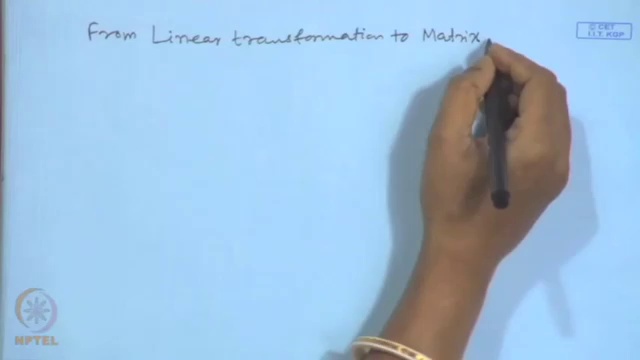 From Linear transformation to Matrix
© CET
I.I.T. KGP
NPTEL